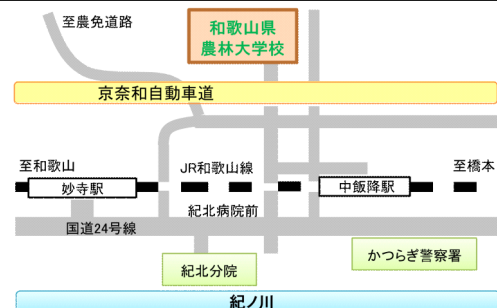 至農免道路
和歌山県
農林大学校
京奈和自動車道
至和歌山
JR和歌山線
至橋本
妙寺駅
中飯降駅
紀北病院前
国道24号線
かつらぎ警察署
紀北分院
紀ノ川